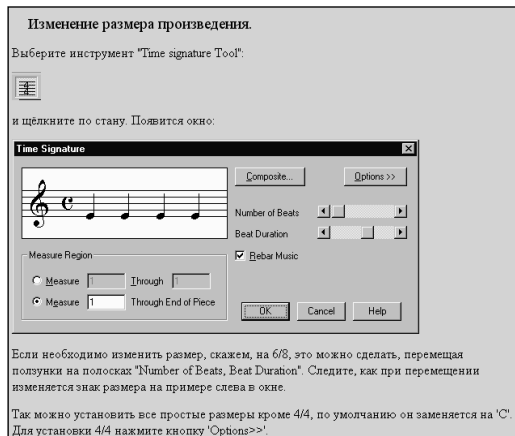 Изменение размера произведения.
Выберите инструмент "Time signature Tool":
и щёлкните по стану. Появится окно:
Time Signature
Composite...
Options >>
Number of Beats
Beat Duration
Measure Region
Rebar Music
Measure 1 Through 1
Measure 1 Through End of Piece
OK Cancel Help
Если необходимо изменить размер, скажем, на 6/8, это можно сделать, перемещая
ползунки на полосках "Number of Beats, Beat Duration". Следите, как при перемещении
изменяется знак размера на примере слева в окне.
Так можно установить все простые размеры кроме 4/4, по умолчанию он заменяется на 'C'.
Для установки 4/4 нажмите кнопку 'Options>>'.